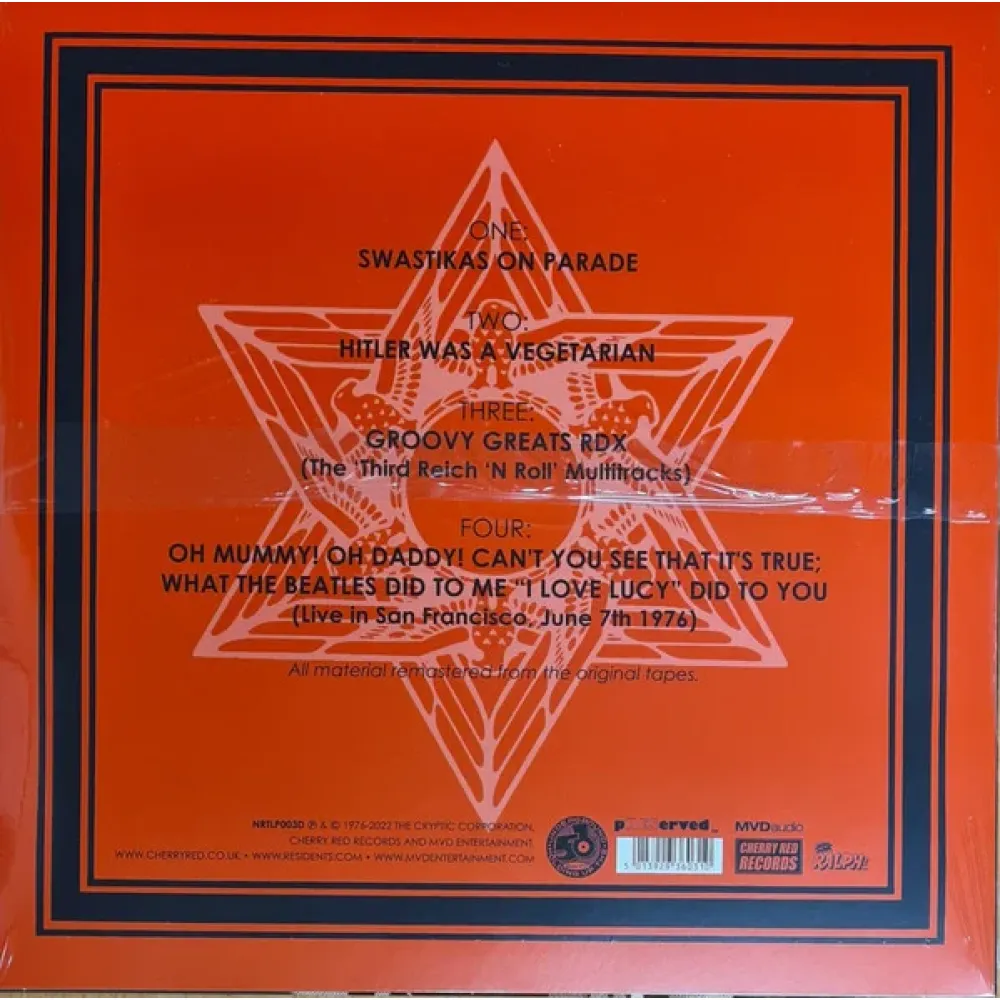 ONE:
SWASTIKAS ON PARADE
TWO:
HITLER WAS A VEGETARIAN
THREE:
GROOVY GREATS RDX
(The 'Third Reich 'N Roll' Multitracks)
FOUR:
OH MUMMY! OH DADDY! CAN'T YOU SEE THAT IT'S TRUE;
WHAT THE BEATLES DID TO ME "I LOVE LUCY" DID TO YOU
(Live in San Francisco, June 7th 1976)
All material remastered from the original tapes.
NRTLP003D ℗ & © 1976-2022 THE CRYPTIC CORPORATION,
CHERRY RED RECORDS AND MVD ENTERTAINMENT.
WWW.CHERRYRED.CO.UK • WWW.RESIDENTS.COM • WWW.MVDENTERTAINMENT.COM
pREServed
MVDaudio
CHERRY RED
RECORDS
RALPH